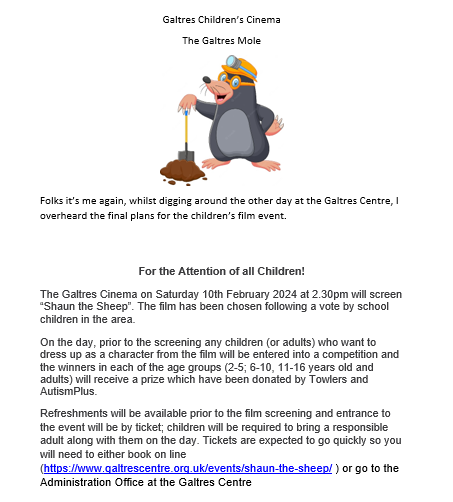 Galtres Children's Cinema
The Galtres Mole
Folks it's me again, whilst digging around the other day at the Galtres Centre, I
overheard the final plans for the children's film event.
For the Attention of all Children!
The Galtres Cinema on Saturday 10th February 2024 at 2.30pm will screen
"Shaun the Sheep". The film has been chosen following a vote by school
children in the area.
On the day, prior to the screening any children (or adults) who want to
dress up as a character from the film will be entered into a competition and
the winners in each of the age groups (2-5; 6-10, 11-16 years old and
adults) will receive a prize which have been donated by Towlers and
AutismPlus.
Refreshments will be available prior to the film screening and entrance to
the event will be by ticket; children will be required to bring a responsible
adult along with them on the day. Tickets are expected to go quickly so you
will need to either book on line
(https://www.galtrescentre.org.uk/events/shaun-the-sheep/ ) or go to the
Administration Office at the Galtres Centre